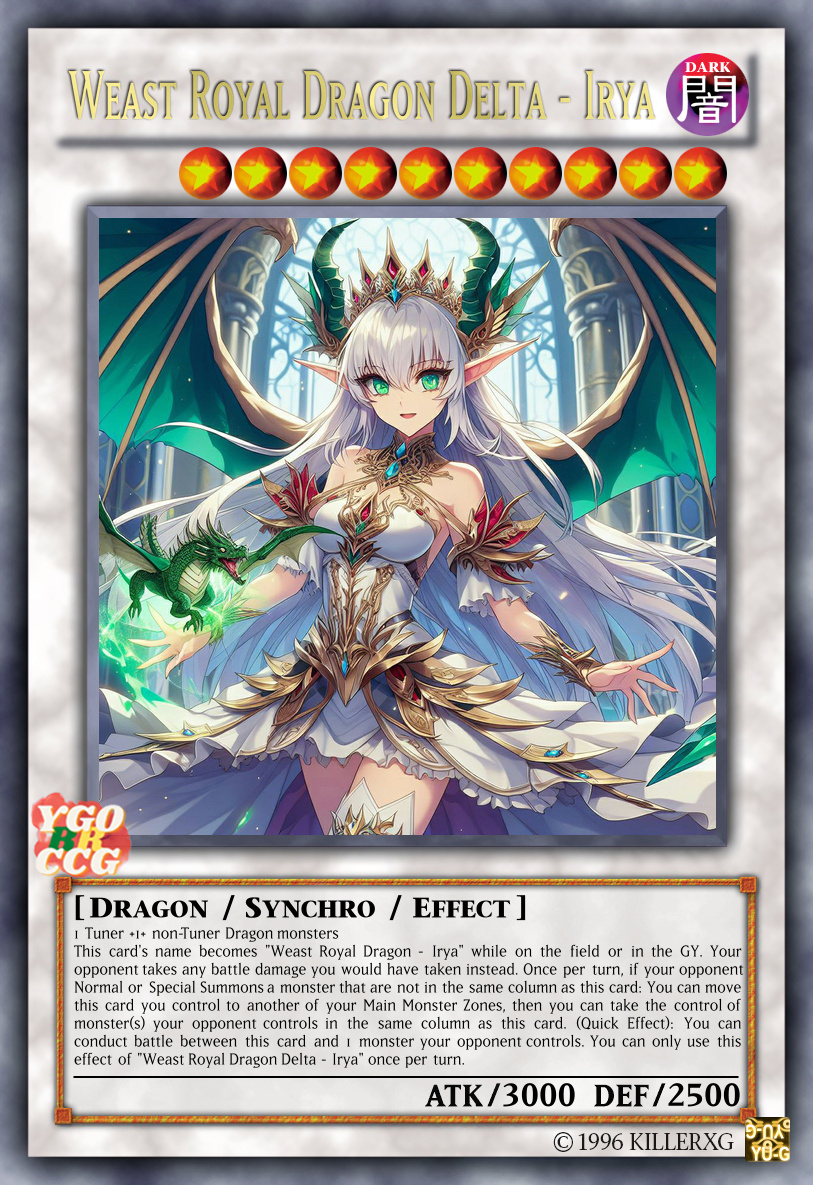 Weast Royal Dragon Delta - Irya
DARK
闇
YGO
BR
CCG
[ Dragon / Synchro / Effect ]
1 Tuner +1+ non-Tuner Dragon monsters
This card's name becomes "Weast Royal Dragon - Irya" while on the field or in the GY. Your
opponent takes any battle damage you would have taken instead. Once per turn, if your opponent
Normal or Special Summons a monster that are not in the same column as this card: You can move
this card you control to another of your Main Monster Zones, then you can take the control of
monster(s) your opponent controls in the same column as this card. (Quick Effect): You can
conduct battle between this card and 1 monster your opponent controls. You can only use this
effect of "Weast Royal Dragon Delta - Irya" once per turn.
ATK/3000 DEF/2500
© 1996 KILLERXG